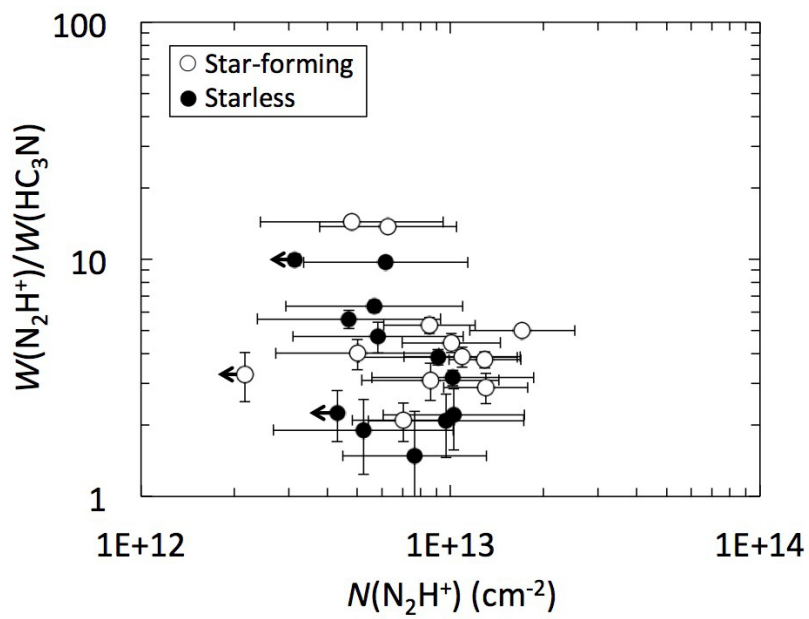 100
Star-forming
Starless
10
1
W(N₂H⁺)/W(HC₃N)
1E+12 1E+13 1E+14
N(N₂H⁺) (cm⁻²)